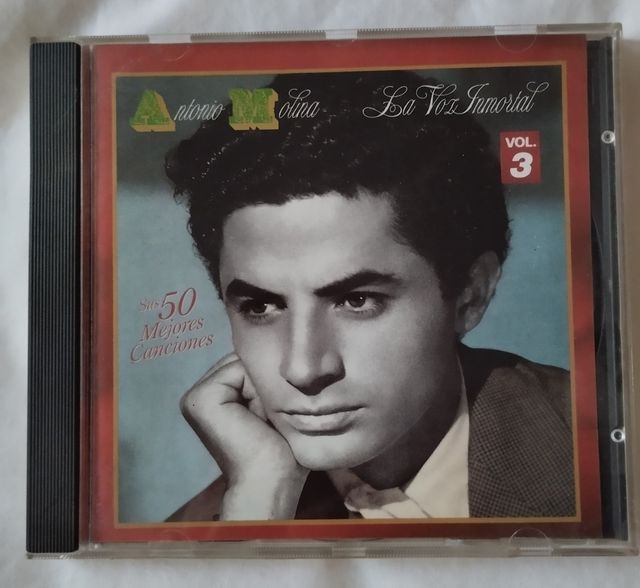 Antonio Molina
La Voz Inmortal
VOL.
3
Sus 50
Mejores
Canciones